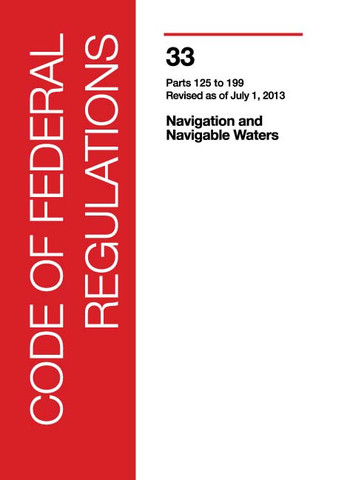 CODE OF FEDERAL
REGULATIONS
33
Parts 125 to 199
Revised as of July 1, 2013
Navigation and
Navigable Waters